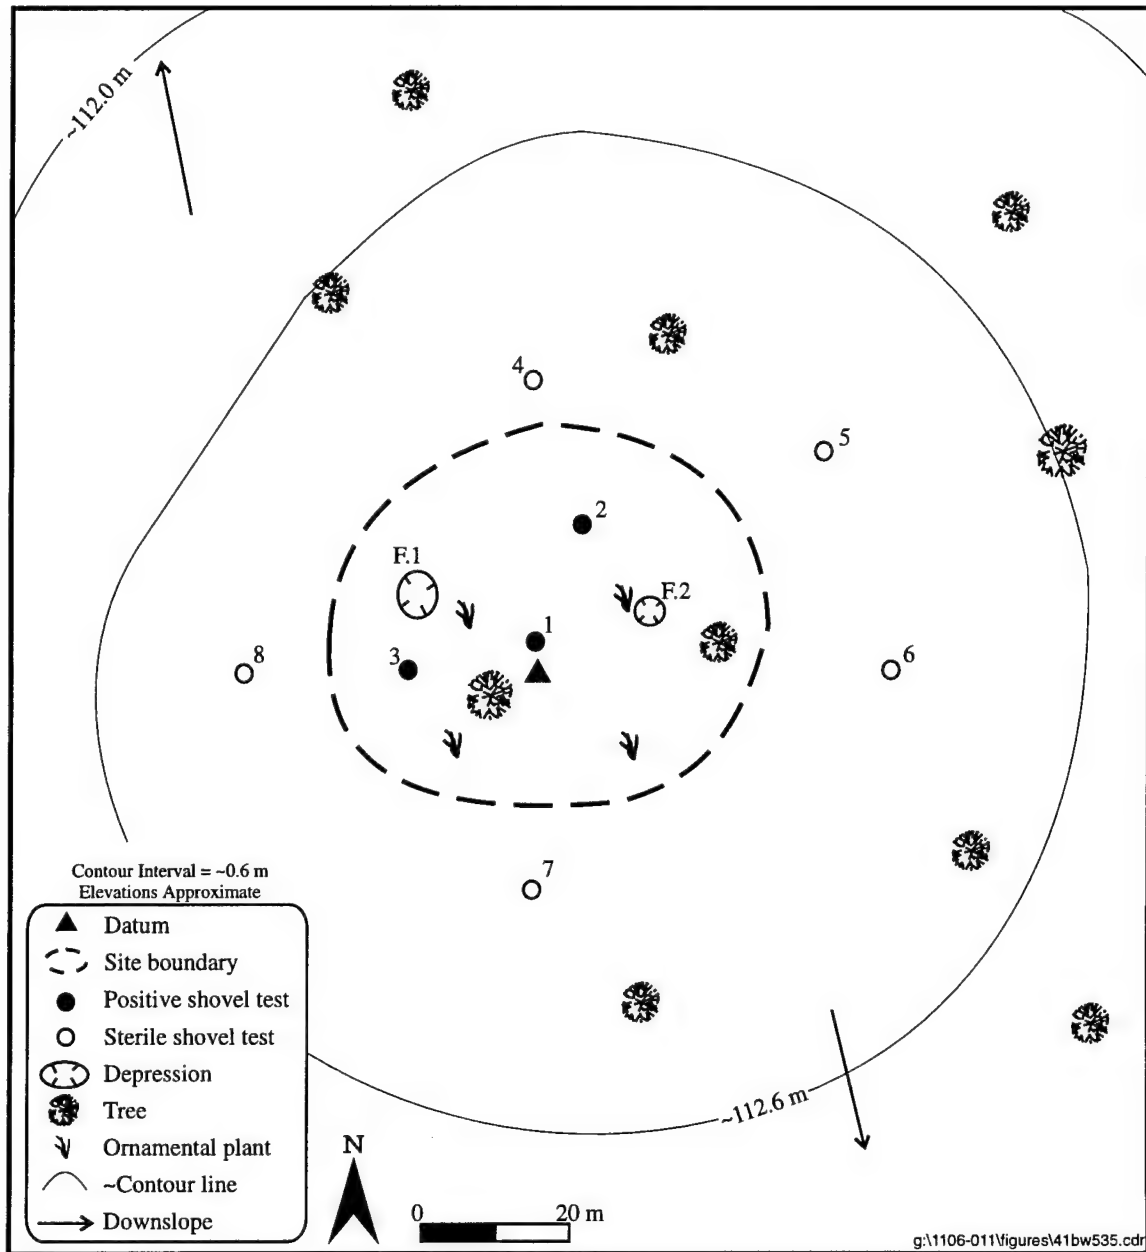 ~112.0 m
4
5
2
F.1
F.2
1
3
8
6
7
Contour Interval = ~0.6 m
Elevations Approximate
Datum
Site boundary
Positive shovel test
Sterile shovel test
Depression
Tree
Ornamental plant
~Contour line
Downslope
~112.6 m
N
0 20 m
g:\1106-011\figures\41bw535.cdr